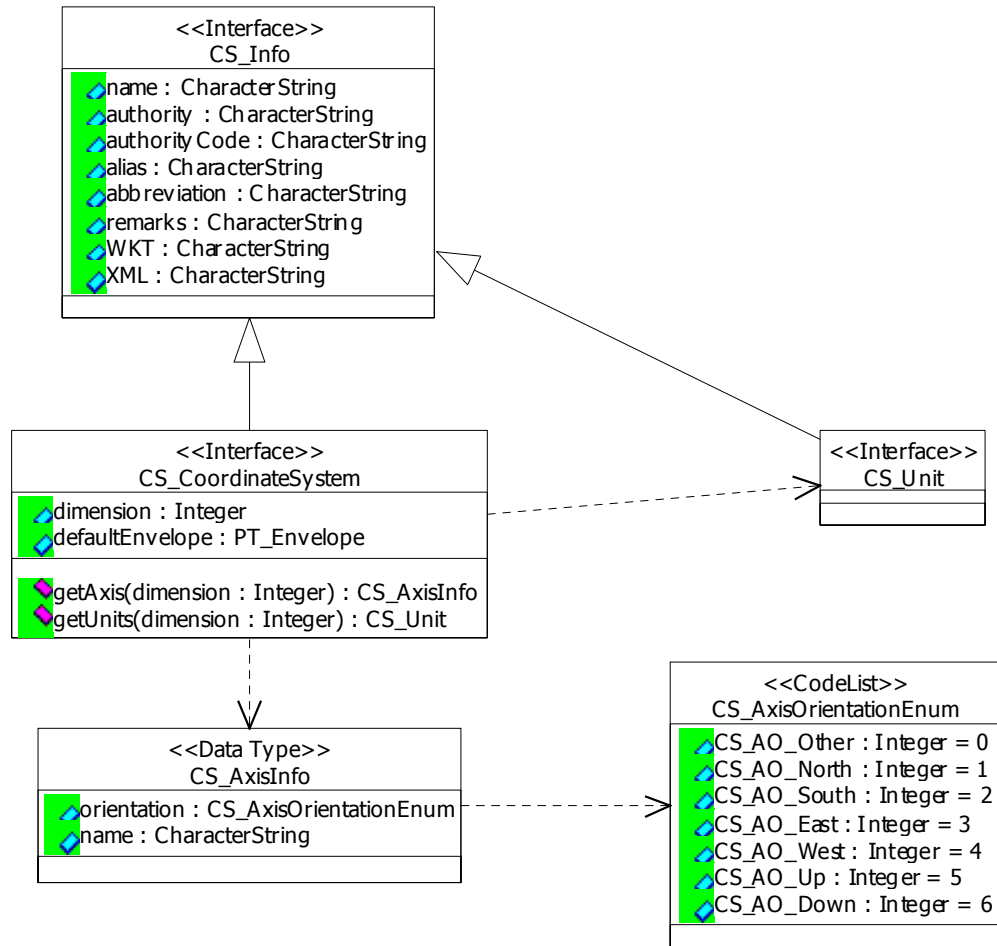 <<Interface>>
CS_Info
name : CharacterString
authority : CharacterString
authorityCode : CharacterString
alias : CharacterString
abbreviation : CharacterString
remarks : CharacterString
WKT : CharacterString
XML : CharacterString
<<Interface>>
CS_CoordinateSystem
dimension : Integer
defaultEnvelope : PT_Envelope
getAxis(dimension : Integer) : CS_AxisInfo
getUnits(dimension : Integer) : CS_Unit
<<Interface>>
CS_Unit
<<Data Type>>
CS_AxisInfo
orientation : CS_AxisOrientationEnum
name : CharacterString
<<CodeList>>
CS_AxisOrientationEnum
CS_AO_Other : Integer = 0
CS_AO_North : Integer = 1
CS_AO_South : Integer = 2
CS_AO_East : Integer = 3
CS_AO_West : Integer = 4
CS_AO_Up : Integer = 5
CS_AO_Down : Integer = 6